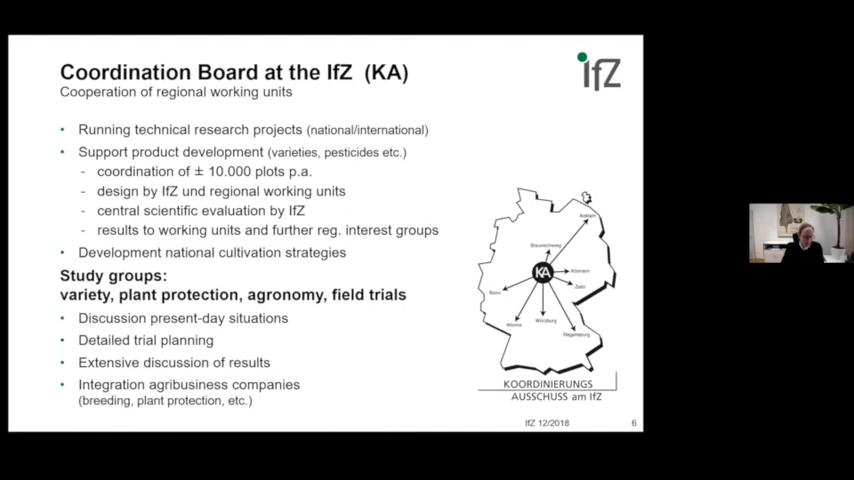 Coordination Board at the IfZ (KA)
Cooperation of regional working units
IfZ
• Running technical research projects (national/international)
• Support product development (varieties, pesticides etc.)
- coordination of ± 10.000 plots p.a.
- design by IfZ und regional working units
- central scientific evaluation by IfZ
- results to working units and further reg. interest groups
• Development national cultivation strategies
Study groups:
variety, plant protection, agronomy, field trials
• Discussion present-day situations
• Detailed trial planning
• Extensive discussion of results
• Integration agribusiness companies
(breeding, plant protection, etc.)
Anklam
Braunschweig
KA
Könnern
Zeitz
Bonn
Worms
Würzburg
Regensburg
KOORDINIERUNGS
AUSSCHUSS am IfZ
IfZ 12/2018
6